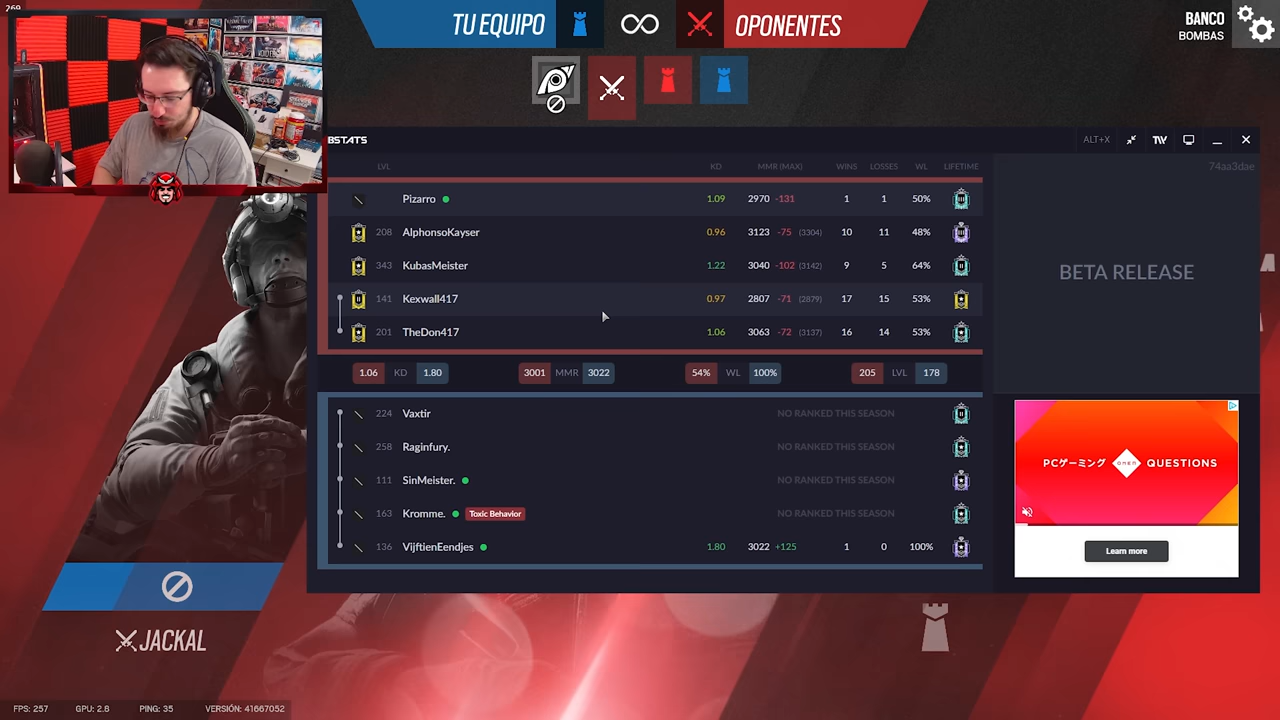 269
TU EQUIPO
OPONENTES
BANCO
BOMBAS
BSTATS
ALT+X
LVL KD MMR (MAX) WINS LOSSES WL LIFETIME
74aa3dae
Pizarro 1.09 2970 -131 1 1 50%
208 AlphonsoKayser 0.96 3123 -75 (3304) 10 11 48%
343 KubasMeister 1.22 3040 -102 (3142) 9 5 64%
141 Kexwall417 0.97 2807 -71 (2879) 17 15 53%
201 TheDon417 1.06 3063 -72 (3137) 16 14 53%
1.06 KD 1.80 3001 MMR 3022 54% WL 100% 205 LVL 178
224 Vaxtir NO RANKED THIS SEASON
258 Raginfury. NO RANKED THIS SEASON
111 SinMeister. NO RANKED THIS SEASON
163 Kromme. Toxic Behavior NO RANKED THIS SEASON
136 VijftienEendjes 1.80 3022 +125 1 0 100%
BETA RELEASE
PCゲーミング OMEN QUESTIONS
Learn more
JACKAL
FPS: 257 GPU: 2.8 PING: 35 VERSIÓN: 41667052